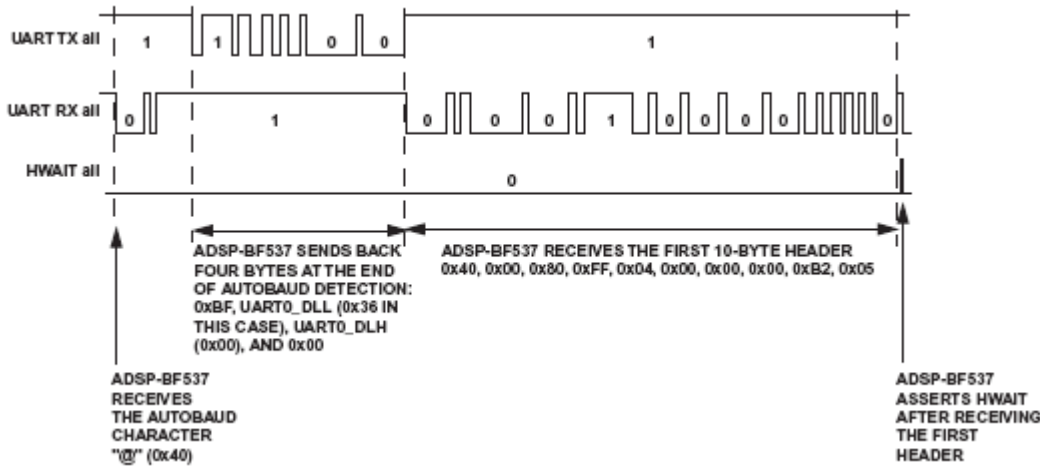 UART TX all 1 1 0 0 1
UART RX all 0 1 0 0 0 1 0 0 0 0 0
HWAIT all 0
ADSP-BF537 SENDS BACK
FOUR BYTES AT THE END
OF AUTOBAUD DETECTION:
0xBF, UART0_DLL (0x36 IN
THIS CASE), UART0_DLH
(0x00), AND 0x00
ADSP-BF537 RECEIVES THE FIRST 10-BYTE HEADER
0x40, 0x00, 0x80, 0xFF, 0x04, 0x00, 0x00, 0x00, 0xB2, 0x05
ADSP-BF537
RECEIVES
THE AUTOBAUD
CHARACTER
"@" (0x40)
ADSP-BF537
ASSERTS HWAIT
AFTER RECEIVING
THE FIRST
HEADER